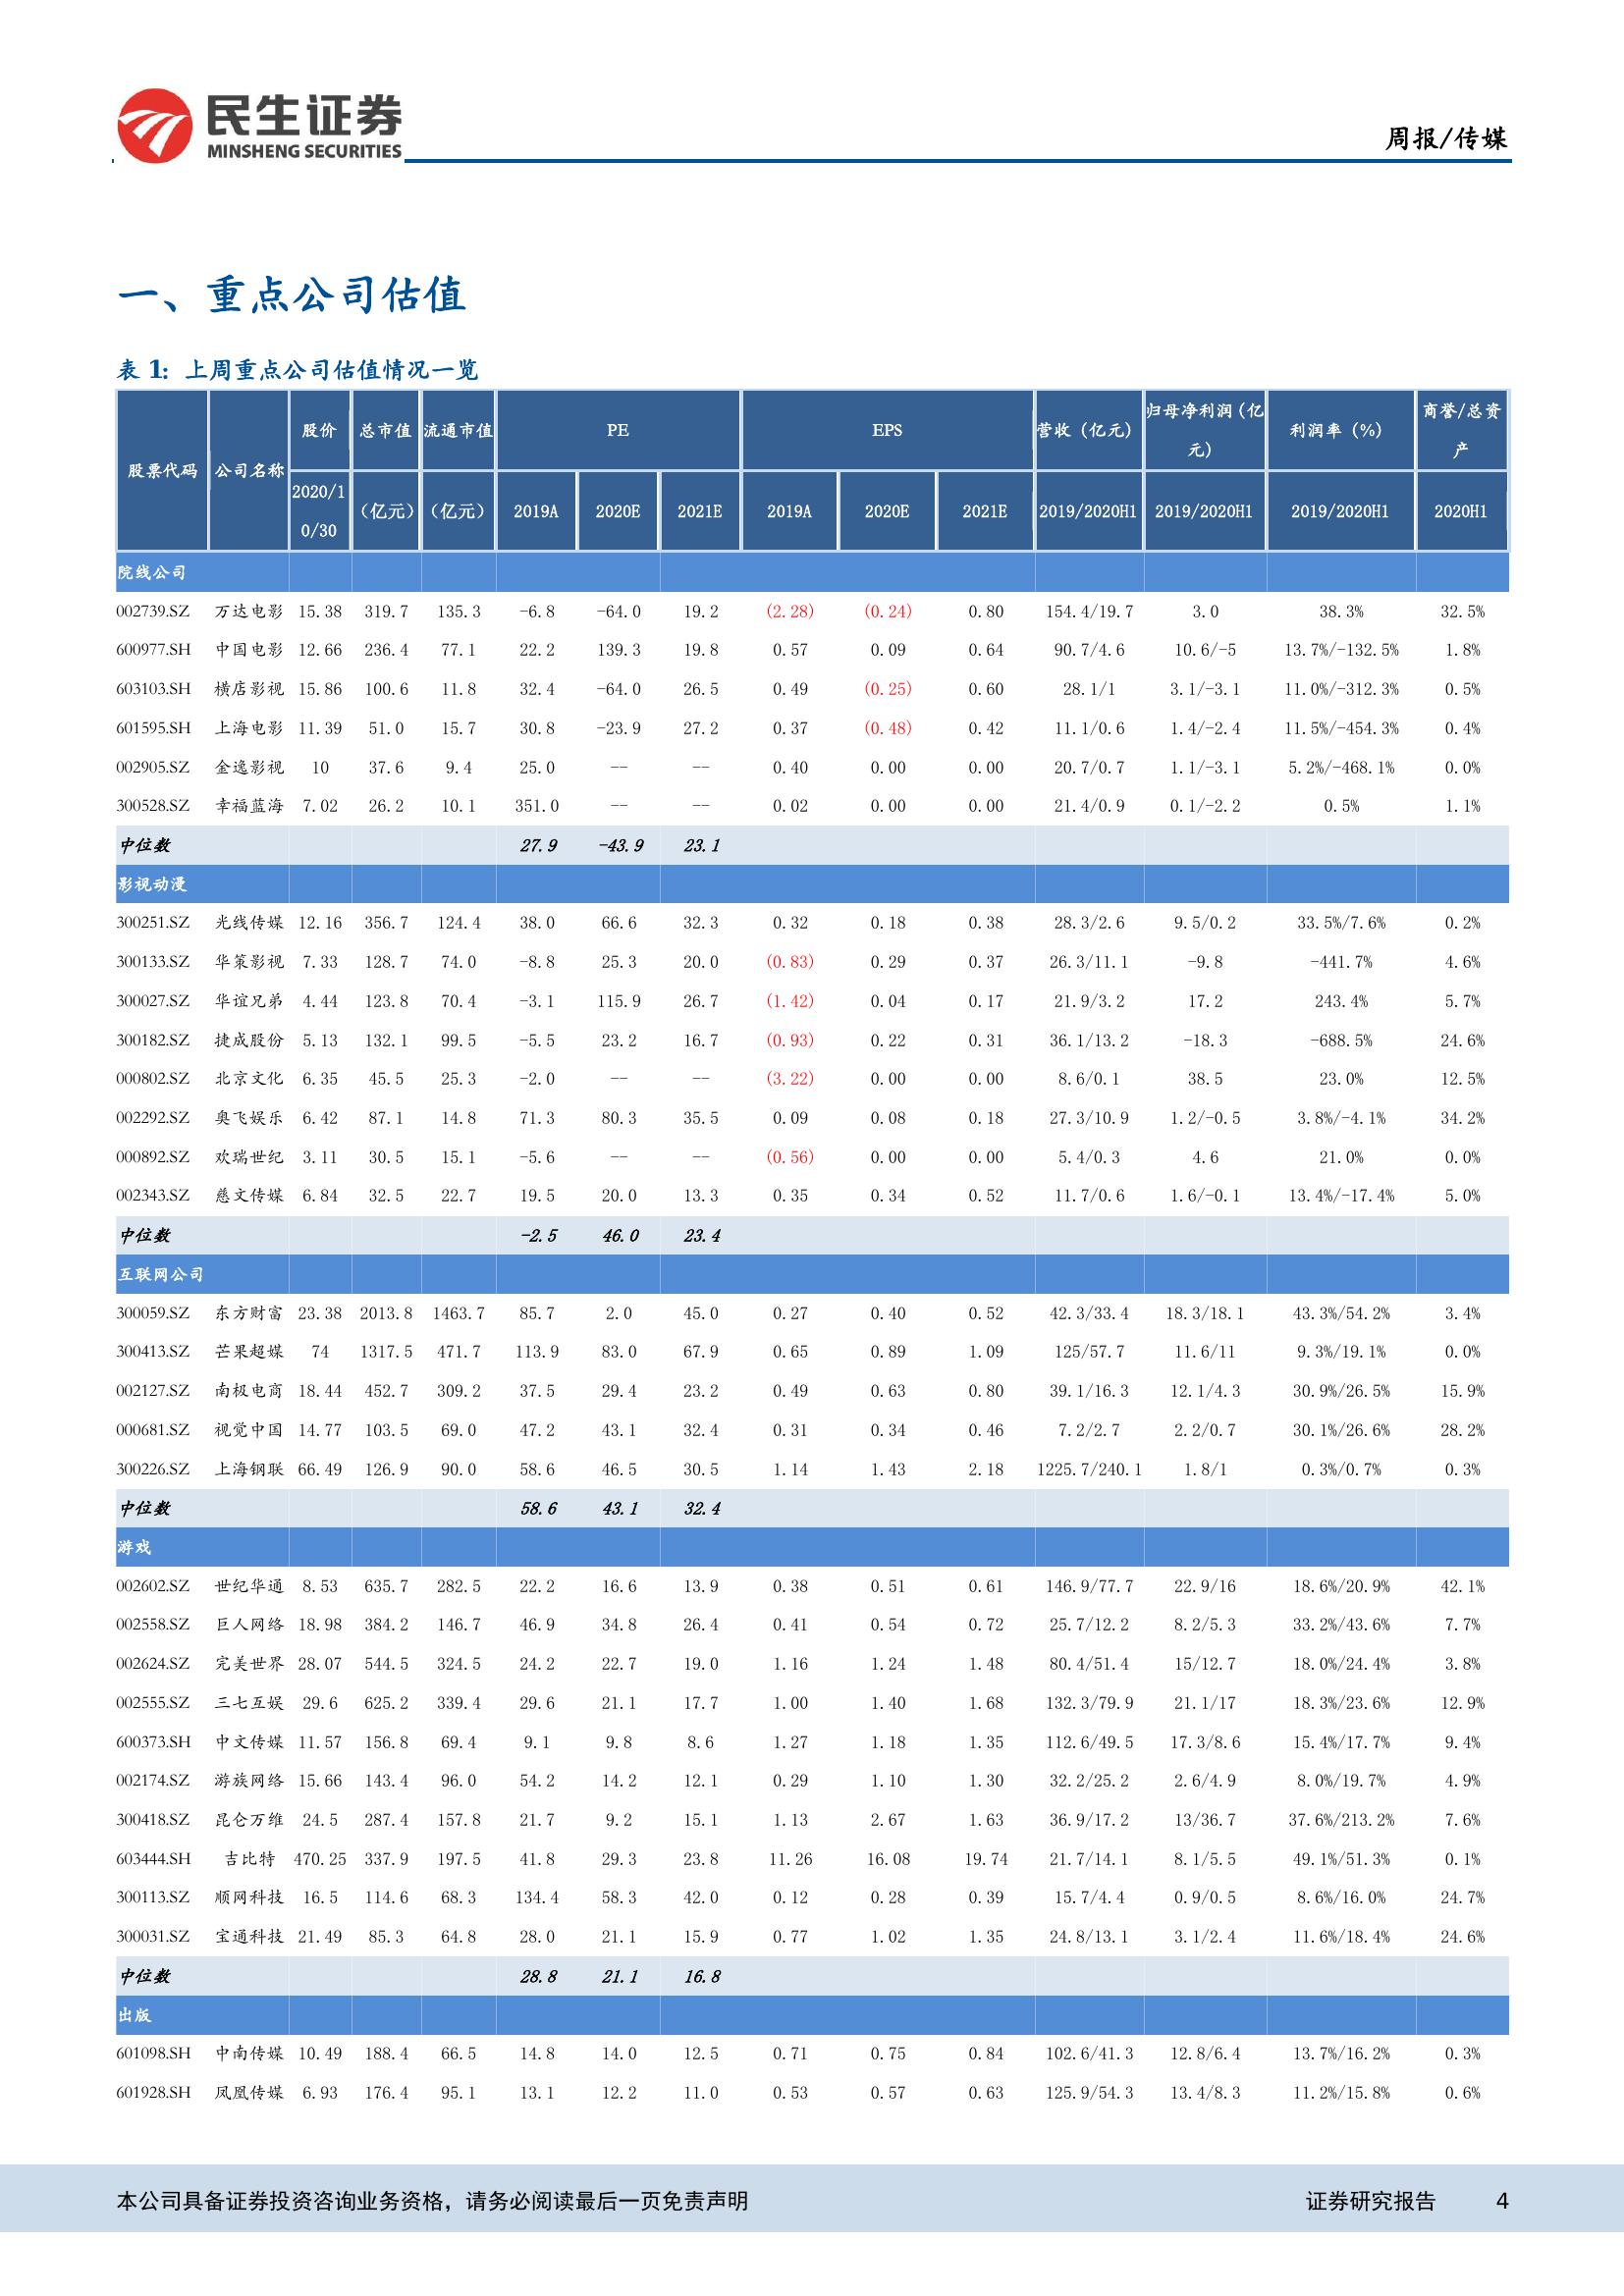 民生证券
MINSHENG SECURITIES
周报/传媒
一、重点公司估值
表 1: 上周重点公司估值情况一览
股票代码 公司名称 股价 总市值 流通市值 PE EPS 营收（亿元） 归母净利润（亿元） 利润率（%） 商誉/总资产
2020/10/30 （亿元） （亿元） 2019A 2020E 2021E 2019A 2020E 2021E 2019/2020H1 2019/2020H1 2019/2020H1 2020H1
院线公司
002739.SZ 万达电影 15.38 319.7 135.3 -6.8 -64.0 19.2 (2.28) (0.24) 0.80 154.4/19.7 3.0 38.3% 32.5%
600977.SH 中国电影 12.66 236.4 77.1 22.2 139.3 19.8 0.57 0.09 0.64 90.7/4.6 10.6/-5 13.7%/-132.5% 1.8%
603103.SH 横店影视 15.86 100.6 11.8 32.4 -64.0 26.5 0.49 (0.25) 0.60 28.1/1 3.1/-3.1 11.0%/-312.3% 0.5%
601595.SH 上海电影 11.39 51.0 15.7 30.8 -23.9 27.2 0.37 (0.48) 0.42 11.1/0.6 1.4/-2.4 11.5%/-454.3% 0.4%
002905.SZ 金逸影视 10 37.6 9.4 25.0 -- -- 0.40 0.00 0.00 20.7/0.7 1.1/-3.1 5.2%/-468.1% 0.0%
300528.SZ 幸福蓝海 7.02 26.2 10.1 351.0 -- -- 0.02 0.00 0.00 21.4/0.9 0.1/-2.2 0.5% 1.1%
中位数 27.9 -43.9 23.1
影视动漫
300251.SZ 光线传媒 12.16 356.7 124.4 38.0 66.6 32.3 0.32 0.18 0.38 28.3/2.6 9.5/0.2 33.5%/7.6% 0.2%
300133.SZ 华策影视 7.33 128.7 74.0 -8.8 25.3 20.0 (0.83) 0.29 0.37 26.3/11.1 -9.8 -441.7% 4.6%
300027.SZ 华谊兄弟 4.44 123.8 70.4 -3.1 115.9 26.7 (1.42) 0.04 0.17 21.9/3.2 17.2 243.4% 5.7%
300182.SZ 捷成股份 5.13 132.1 99.5 -5.5 23.2 16.7 (0.93) 0.22 0.31 36.1/13.2 -18.3 -688.5% 24.6%
000802.SZ 北京文化 6.35 45.5 25.3 -2.0 -- -- (3.22) 0.00 0.00 8.6/0.1 38.5 23.0% 12.5%
002292.SZ 奥飞娱乐 6.42 87.1 14.8 71.3 80.3 35.5 0.09 0.08 0.18 27.3/10.9 1.2/-0.5 3.8%/-4.1% 34.2%
000892.SZ 欢瑞世纪 3.11 30.5 15.1 -5.6 -- -- (0.56) 0.00 0.00 5.4/0.3 4.6 21.0% 0.0%
002343.SZ 慈文传媒 6.84 32.5 22.7 19.5 20.0 13.3 0.35 0.34 0.52 11.7/0.6 1.6/-0.1 13.4%/-17.4% 5.0%
中位数 -2.5 46.0 23.4
互联网公司
300059.SZ 东方财富 23.38 2013.8 1463.7 85.7 2.0 45.0 0.27 0.40 0.52 42.3/33.4 18.3/18.1 43.3%/54.2% 3.4%
300413.SZ 芒果超媒 74 1317.5 471.7 113.9 83.0 67.9 0.65 0.89 1.09 125/57.7 11.6/11 9.3%/19.1% 0.0%
002127.SZ 南极电商 18.44 452.7 309.2 37.5 29.4 23.2 0.49 0.63 0.80 39.1/16.3 12.1/4.3 30.9%/26.5% 15.9%
000681.SZ 视觉中国 14.77 103.5 69.0 47.2 43.1 32.4 0.31 0.34 0.46 7.2/2.7 2.2/0.7 30.1%/26.6% 28.2%
300226.SZ 上海钢联 66.49 126.9 90.0 58.6 46.5 30.5 1.14 1.43 2.18 1225.7/240.1 1.8/1 0.3%/0.7% 0.3%
中位数 58.6 43.1 32.4
游戏
002602.SZ 世纪华通 8.53 635.7 282.5 22.2 16.6 13.9 0.38 0.51 0.61 146.9/77.7 22.9/16 18.6%/20.9% 42.1%
002558.SZ 巨人网络 18.98 384.2 146.7 46.9 34.8 26.4 0.41 0.54 0.72 25.7/12.2 8.2/5.3 33.2%/43.6% 7.7%
002624.SZ 完美世界 28.07 544.5 324.5 24.2 22.7 19.0 1.16 1.24 1.48 80.4/51.4 15/12.7 18.0%/24.4% 3.8%
002555.SZ 三七互娱 29.6 625.2 339.4 29.6 21.1 17.7 1.00 1.40 1.68 132.3/79.9 21.1/17 18.3%/23.6% 12.9%
600373.SH 中文传媒 11.57 156.8 69.4 9.1 9.8 8.6 1.27 1.18 1.35 112.6/49.5 17.3/8.6 15.4%/17.7% 9.4%
002174.SZ 游族网络 15.66 143.4 96.0 54.2 14.2 12.1 0.29 1.10 1.30 32.2/25.2 2.6/4.9 8.0%/19.7% 4.9%
300418.SZ 昆仑万维 24.5 287.4 157.8 21.7 9.2 15.1 1.13 2.67 1.63 36.9/17.2 13/36.7 37.6%/213.2% 7.6%
603444.SH 吉比特 470.25 337.9 197.5 41.8 29.3 23.8 11.26 16.08 19.74 21.7/14.1 8.1/5.5 49.1%/51.3% 0.1%
300113.SZ 顺网科技 16.5 114.6 68.3 134.4 58.3 42.0 0.12 0.28 0.39 15.7/4.4 0.9/0.5 8.6%/16.0% 24.7%
300031.SZ 宝通科技 21.49 85.3 64.8 28.0 21.1 15.9 0.77 1.02 1.35 24.8/13.1 3.1/2.4 11.6%/18.4% 24.6%
中位数 28.8 21.1 16.8
出版
601098.SH 中南传媒 10.49 188.4 66.5 14.8 14.0 12.5 0.71 0.75 0.84 102.6/41.3 12.8/6.4 13.7%/16.2% 0.3%
601928.SH 凤凰传媒 6.93 176.4 95.1 13.1 12.2 11.0 0.53 0.57 0.63 125.9/54.3 13.4/8.3 11.2%/15.8% 0.6%
本公司具备证券投资咨询业务资格，请务必阅读最后一页免责声明 证券研究报告 4